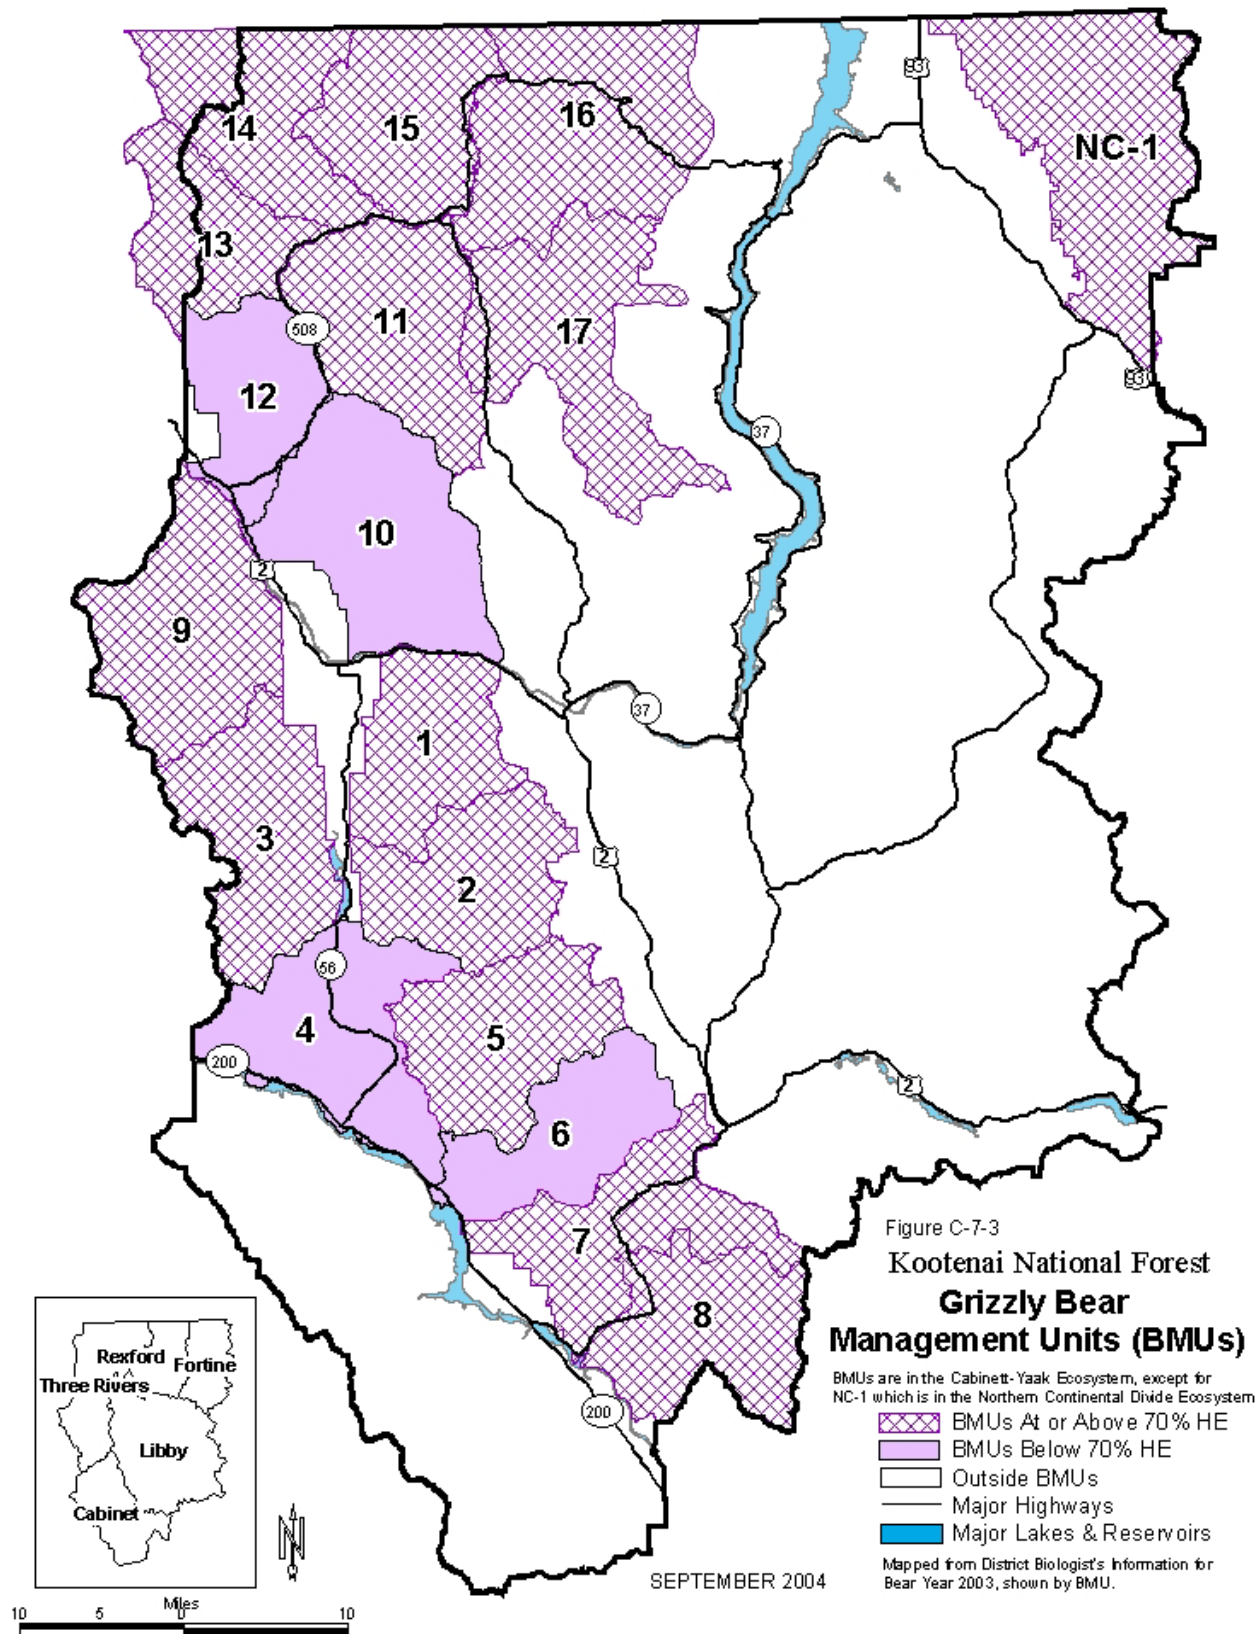 93
14
15
16
NC-1
13
11
17
508
12
93
37
10
2
9
37
1
3
2
2
56
4
5
200
2
6
7
8
200
Figure C-7-3
Kootenai National Forest
Grizzly Bear
Management Units (BMUs)
BMUs are in the Cabinett-Yaak Ecosystem, except for
NC-1 which is in the Northern Continental Divide Ecosystem
BMUs At or Above 70% HE
BMUs Below 70% HE
Outside BMUs
Major Highways
Major Lakes & Reservoirs
Mapped from District Biologist's Information for
Bear Year 2003, shown by BMU.
SEPTEMBER 2004
Rexford
Fortine
Three Rivers
Libby
Cabinet
N
Miles
10 5 0 10